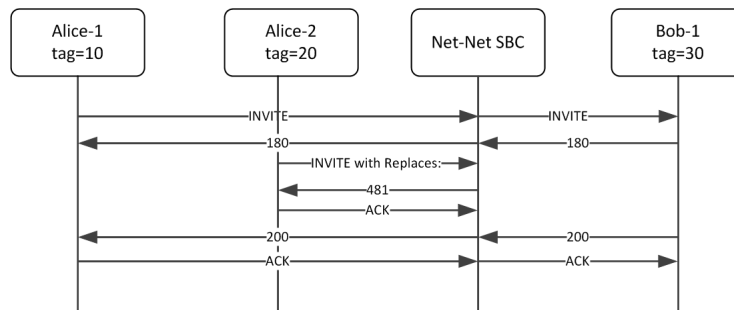 Alice-1
tag=10
Alice-2
tag=20
Net-Net SBC
Bob-1
tag=30
INVITE
INVITE
180
180
INVITE with Replaces:
481
ACK
200
200
ACK
ACK